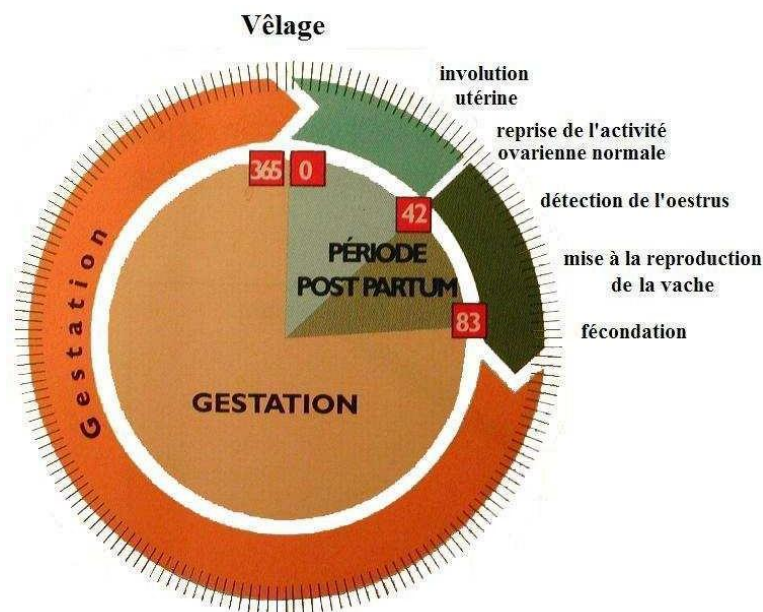 Vêlage
involution
utérine
reprise de l'activité
ovarienne normale
détection de l'oestrus
mise à la reproduction
de la vache
fécondation
365
0
42
PÉRIODE
POST PARTUM
83
GESTATION
Gestation